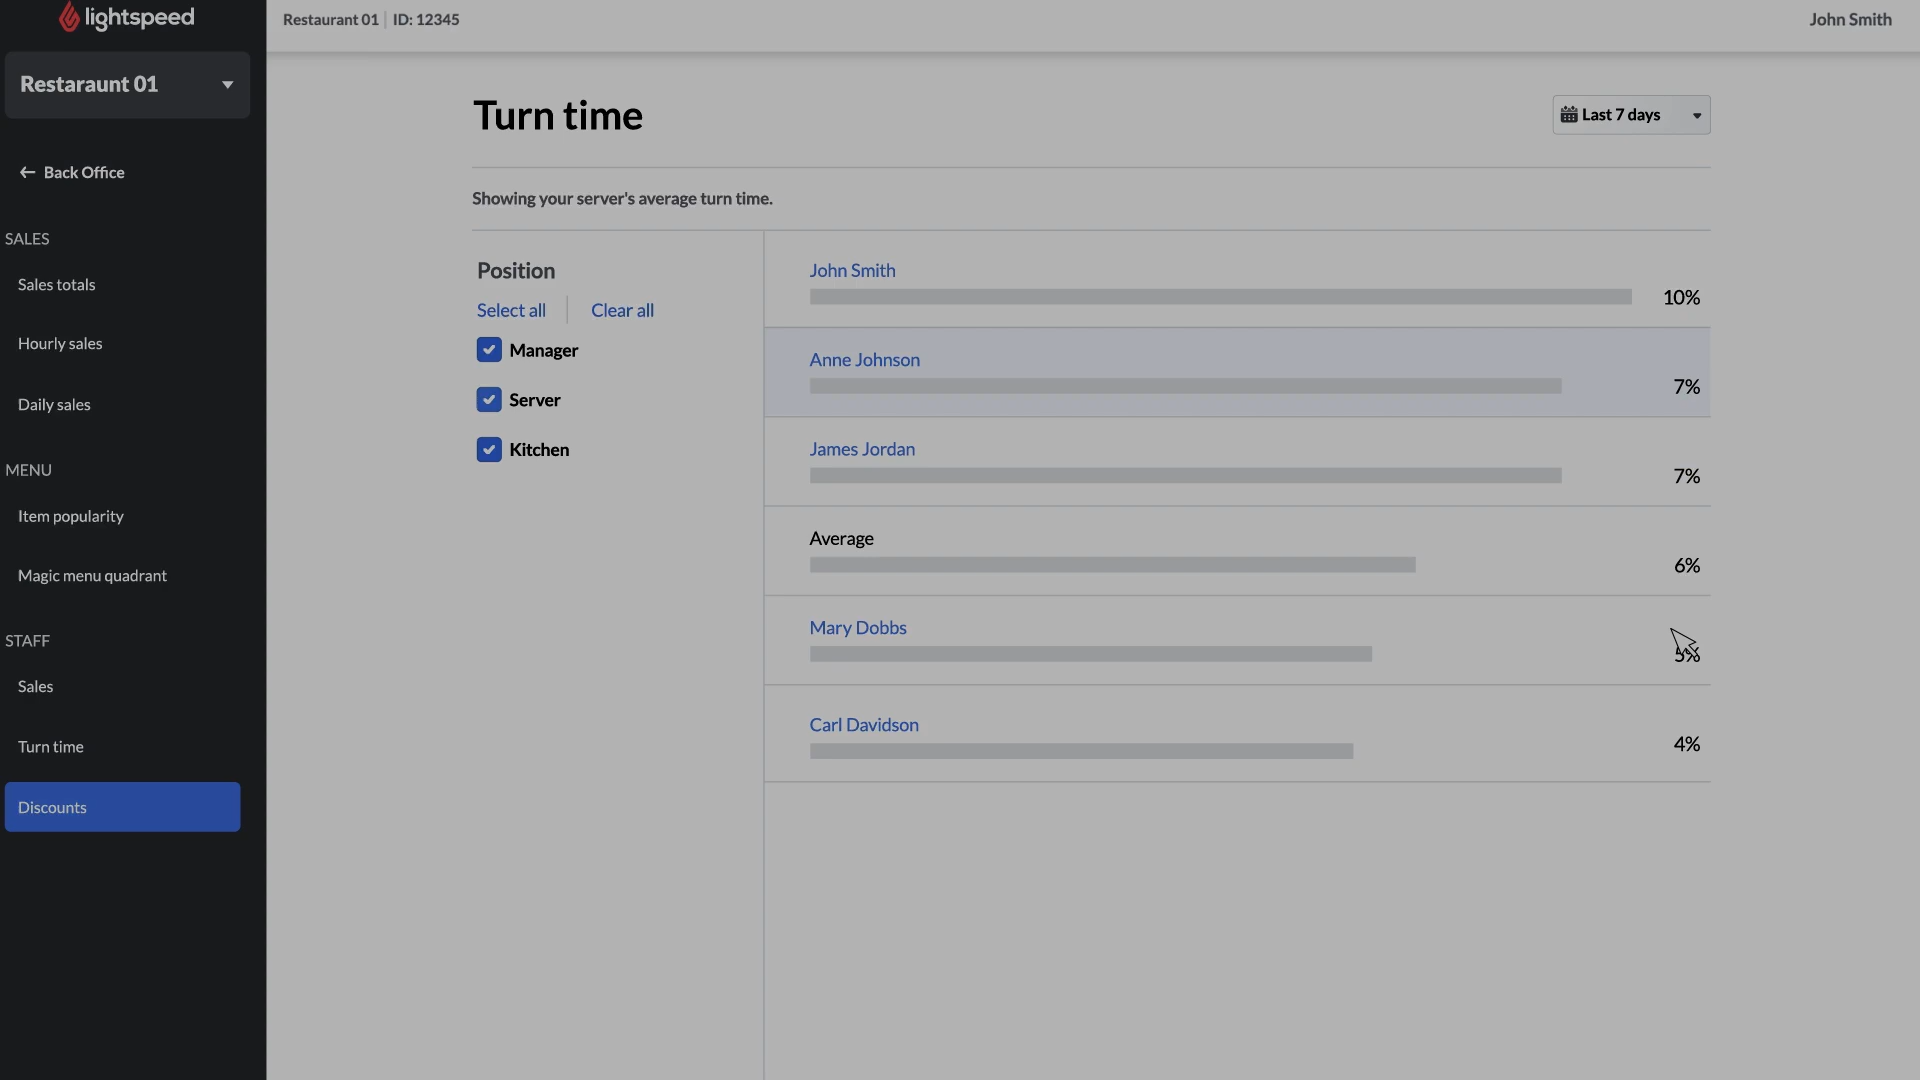 lightspeed
Restaurant 01 | ID: 12345
John Smith
Restaraunt 01
← Back Office
SALES
Sales totals
Hourly sales
Daily sales
MENU
Item popularity
Magic menu quadrant
STAFF
Sales
Turn time
Discounts
Turn time
Last 7 days
Showing your server's average turn time.
Position
Select all | Clear all
Manager
Server
Kitchen
John Smith
10%
Anne Johnson
7%
James Jordan
7%
Average
6%
Mary Dobbs
5%
Carl Davidson
4%